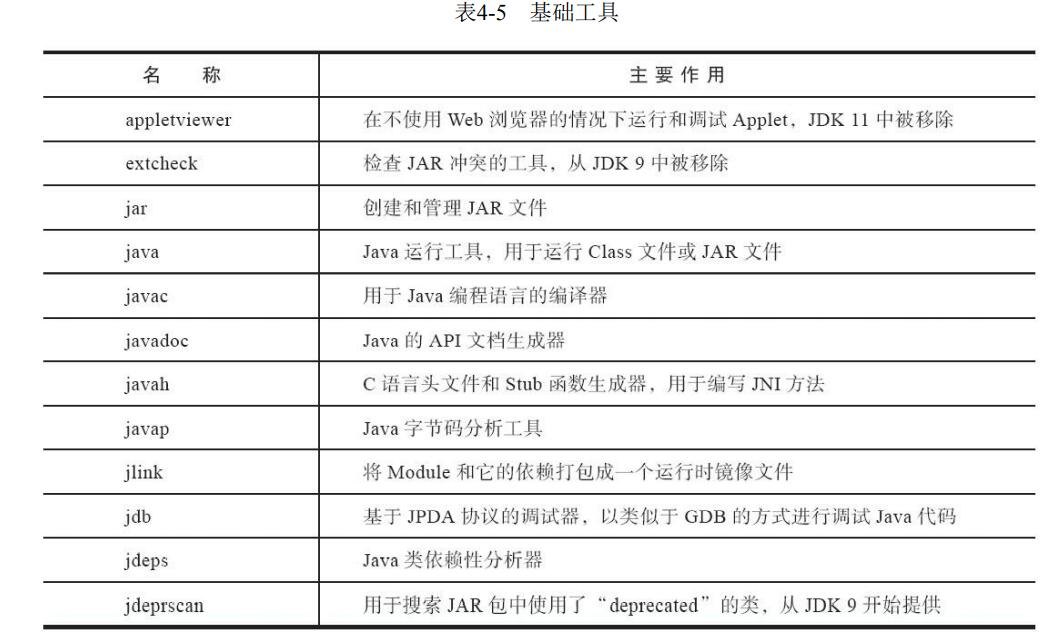 表4-5 基础工具
名 称 主 要 作 用
appletviewer 在不使用 Web 浏览器的情况下运行和调试 Applet，JDK 11 中被移除
extcheck 检查 JAR 冲突的工具，从 JDK 9 中被移除
jar 创建和管理 JAR 文件
java Java 运行工具，用于运行 Class 文件或 JAR 文件
javac 用于 Java 编程语言的编译器
javadoc Java 的 API 文档生成器
javah C 语言头文件和 Stub 函数生成器，用于编写 JNI 方法
javap Java 字节码分析工具
jlink 将 Module 和它的依赖打包成一个运行时镜像文件
jdb 基于 JPDA 协议的调试器，以类似于 GDB 的方式进行调试 Java 代码
jdeps Java 类依赖性分析器
jdeprscan 用于搜索 JAR 包中使用了“deprecated”的类，从 JDK 9 开始提供